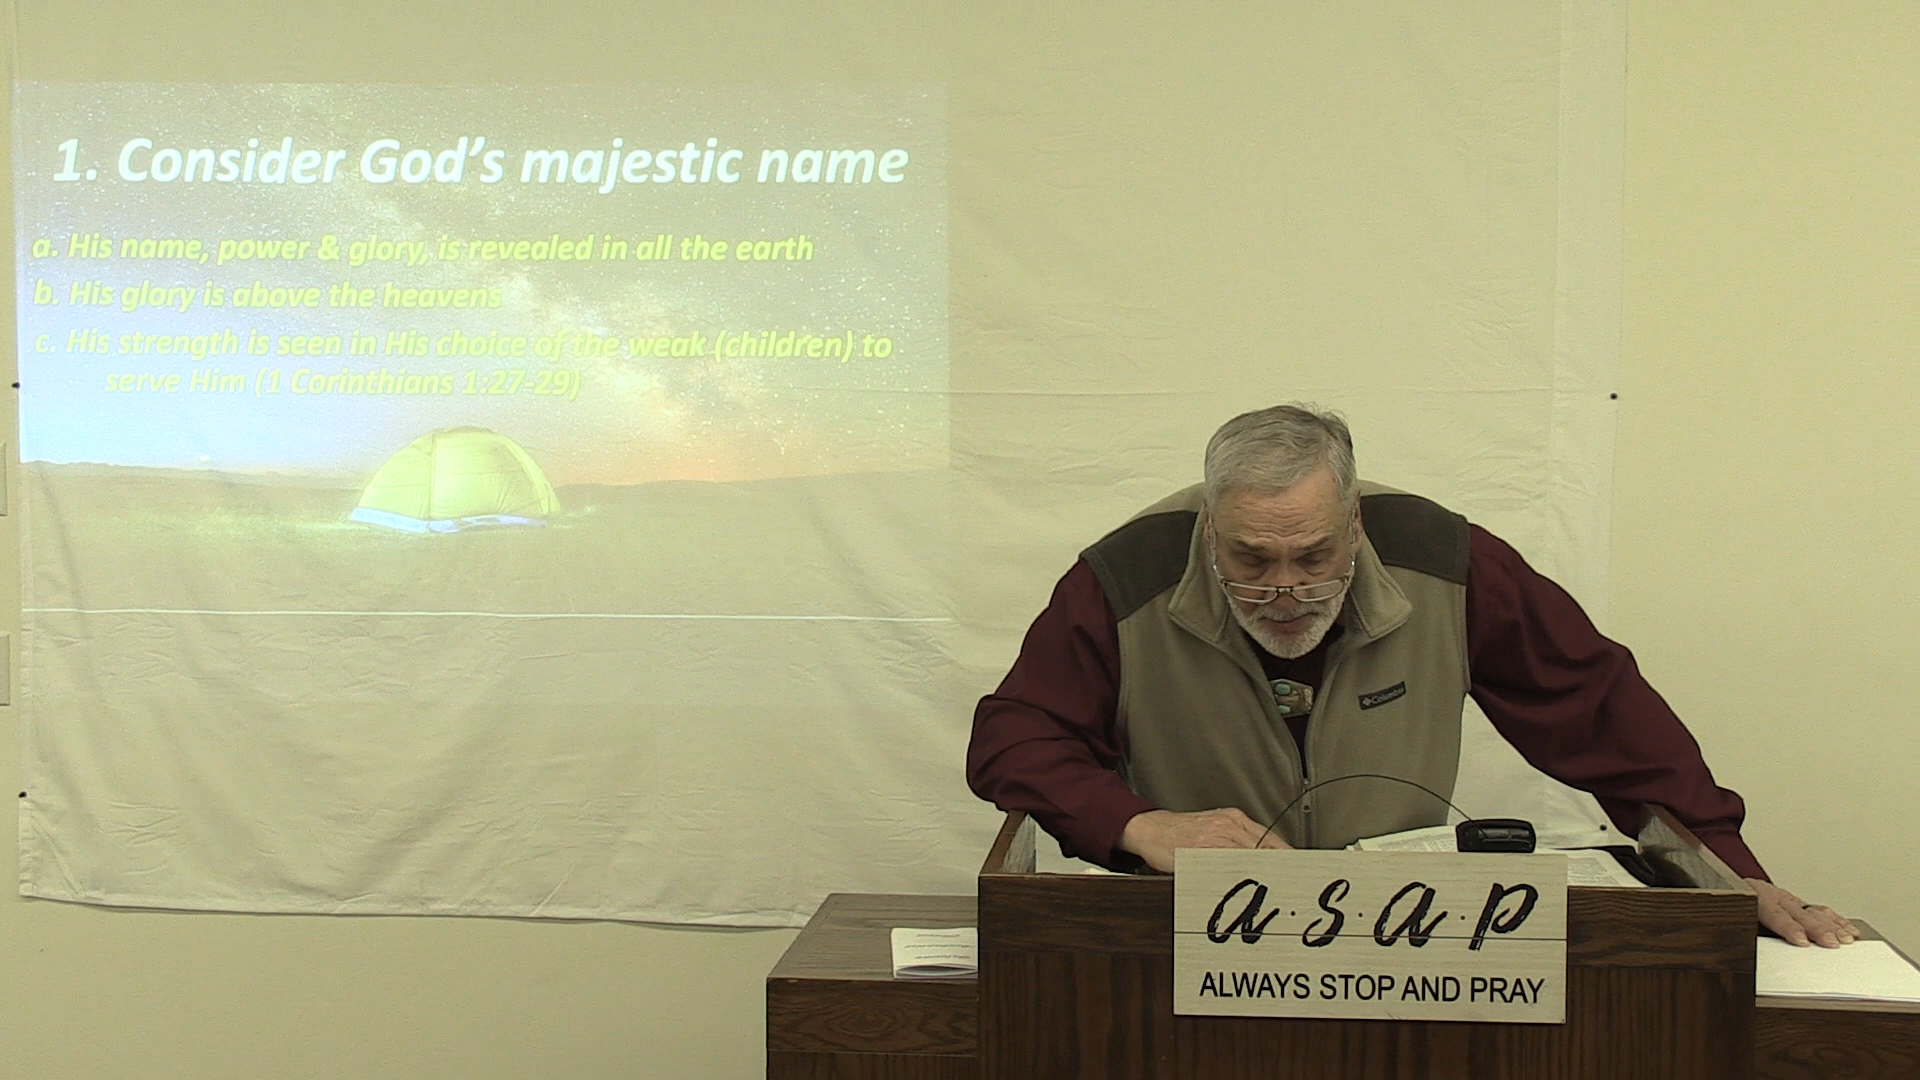 1. Consider God's majestic name
a. His name, power & glory, is revealed in all the earth
b. His glory is above the heavens
c. His strength is seen in His choice of the weak (children) to
serve Him (1 Corinthians 1:27-29)
Columbia
a.s.a.p
ALWAYS STOP AND PRAY